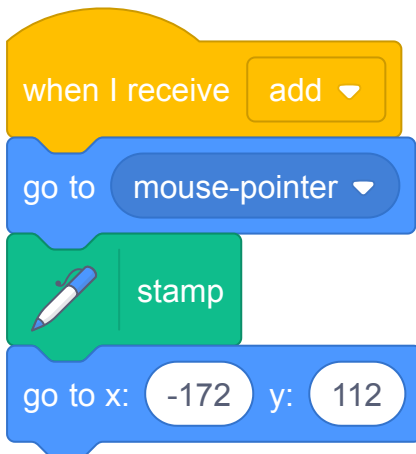 when I receive add
go to mouse-pointer
stamp
go to x: -172 y: 112